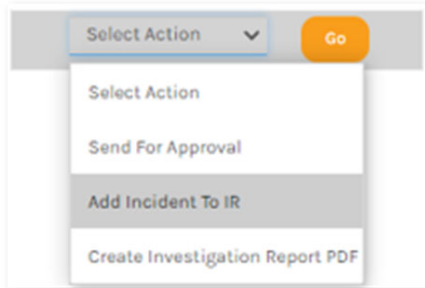 Select Action
Go
Select Action
Send For Approval
Add Incident To IR
Create Investigation Report PDF